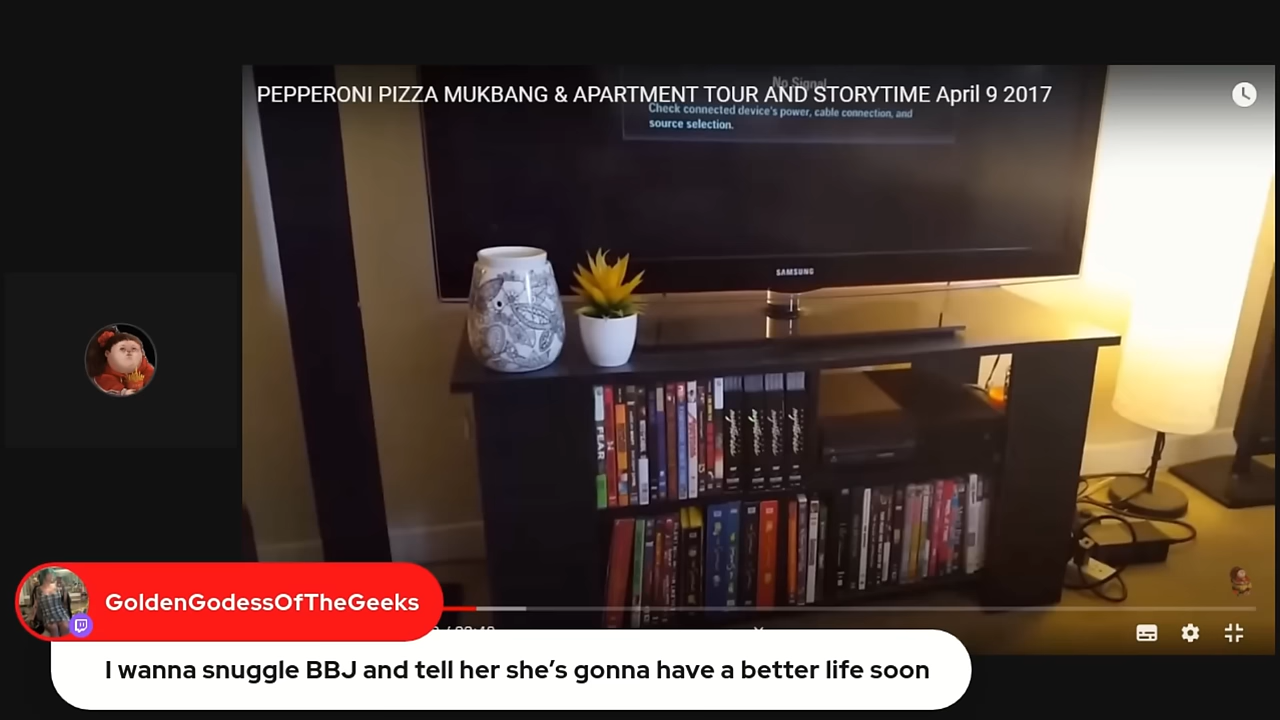 No Signal
PEPPERONI PIZZA MUKBANG & APARTMENT TOUR AND STORYTIME April 9 2017
Check connected device's power, cable connection, and
source selection.
SAMSUNG
FEAR
GoldenGodessOfTheGeeks
I wanna snuggle BBJ and tell her she's gonna have a better life soon